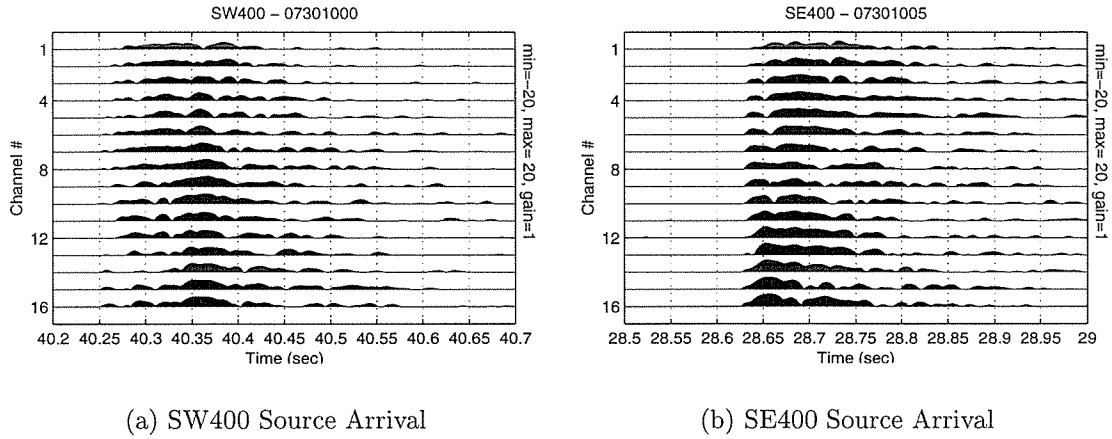 SW400 – 07301000
Channel #
1
4
8
12
16
40.2 40.25 40.3 40.35 40.4 40.45 40.5 40.55 40.6 40.65 40.7
Time (sec)
min=–20, max= 20, gain=1
(a) SW400 Source Arrival
SE400 – 07301005
Channel #
1
4
8
12
16
28.5 28.55 28.6 28.65 28.7 28.75 28.8 28.85 28.9 28.95 29
Time (sec)
min=–20, max= 20, gain=1
(b) SE400 Source Arrival